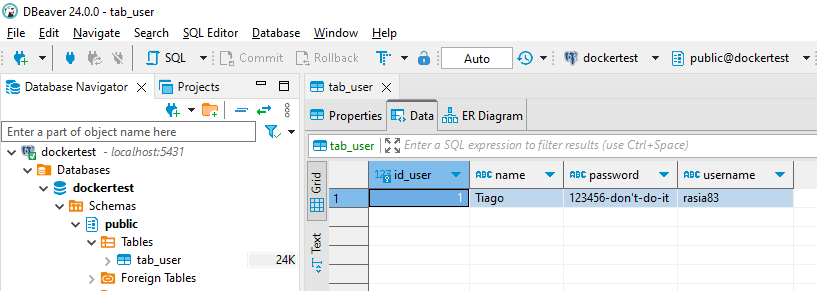 DBeaver 24.0.0 - tab_user
File Edit Navigate Search SQL Editor Database Window Help
SQL Commit Rollback T Auto dockertest public@dockertest
Database Navigator Projects
Enter a part of object name here
dockertest - localhost:5431
Databases
dockertest
Schemas
public
Tables
tab_user 24K
Foreign Tables
tab_user
Properties Data ER Diagram
tab_user Enter a SQL expression to filter results (use Ctrl+Space)
Grid
Text
123 id_user ABC name ABC password ABC username
1 1 Tiago 123456-don't-do-it rasia83